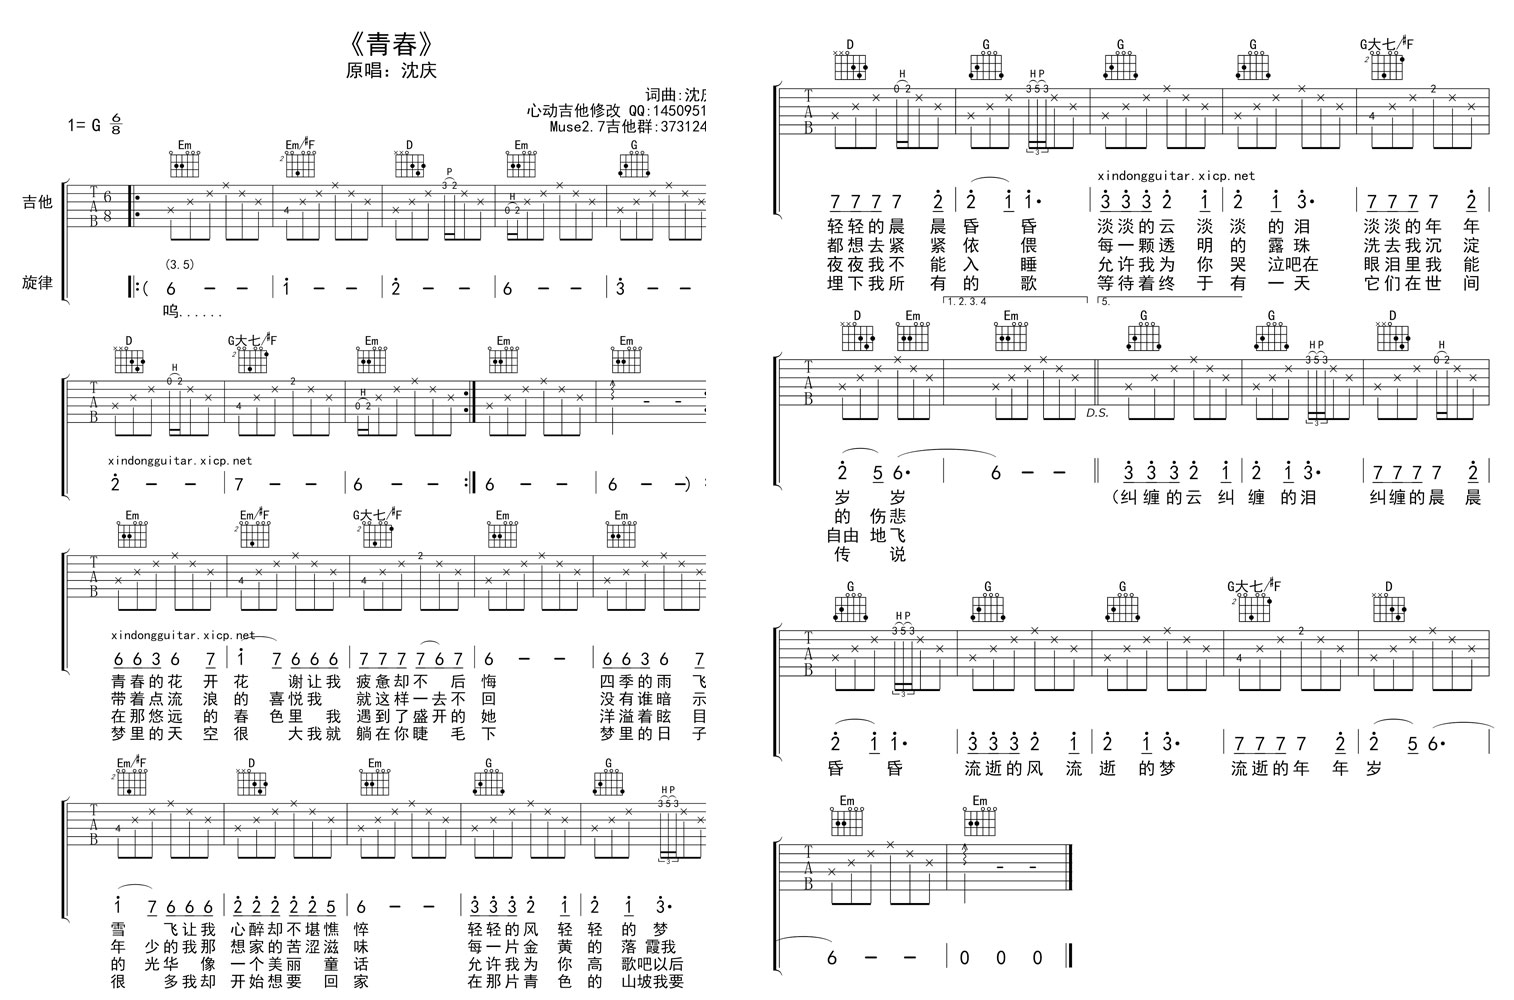 《青春》
原唱: 沈庆
词曲:沈庆
心动吉他修改 QQ:1450951
Muse2.7吉他群:373124
1= G 6/8
Em Em/#F D Em G
吉他
旋律
(3.5)
6 - - 1 - - 2 - - 6 - - 3 - -
呜......
D G大七/#F Em Em Em
xindongguitar.xicp.net
2 - - 7 - - 6 - - 6 - - 6 - -)
Em Em/#F G大七/#F Em Em
xindongguitar.xicp.net
6 6 3 6 7 1 7 6 6 6 7 7 7 7 6 7 6 - - 6 6 3 6 7
青春的花 开 花 谢让我 疲惫却不 后 悔 四季的雨 飞
带着点流 浪 的 喜悦我 就这样一去不 回 没有谁暗 示
在那悠远 的 春 色里 我 遇到了盛开的 她 洋溢着眩 目
梦里的天 空 很 大我就 躺在你睫 毛 下 梦里的日 子
Em/#F D Em G G
1 7 6 6 6 2 2 2 2 2 5 6 - - 3 3 3 2 1 2 1 3
雪 飞让我 心醉却不堪憔 悴 轻轻的风 轻 轻 的 梦
年 少的我那 想家的苦涩滋 味 每一片金 黄 的 落 霞我
的 光华 像 一个美丽 童 话 允许我为 你 高 歌吧以后
很 多我却 开始想要 回 家 在那片青 色 的 山坡我要
D G G G G大七/#F
xindongguitar.xicp.net
7 7 7 7 2 2 1 1 3 3 3 2 1 2 1 3 7 7 7 7 2
轻轻的晨 晨 昏 昏 淡淡的云 淡 淡 的 泪 淡淡的年 年
都想去紧 紧 依 偎 每一颗透 明 的 露 珠 洗去我沉 淀
夜夜我不 能 入 睡 允许我为 你 哭 泣吧在 眼泪里我 能
埋下我所 有 的 歌 等待着终 于 有 一 天 它们在世 间
1.2.3.4 5.
D Em Em G G D
D.S.
2 5 6 6 - - 3 3 3 2 1 2 1 3 7 7 7 7 2
岁 岁 (纠缠的云 纠 缠 的泪 纠缠的晨 晨
的 伤 悲
自由 地 飞
传 说
G G G G大七/#F D
2 1 1 3 3 3 2 1 2 1 3 7 7 7 7 2 2 5 6
昏 昏 流逝的风 流 逝 的梦 流逝的年 年 岁
Em Em
6 - - 0 0 0